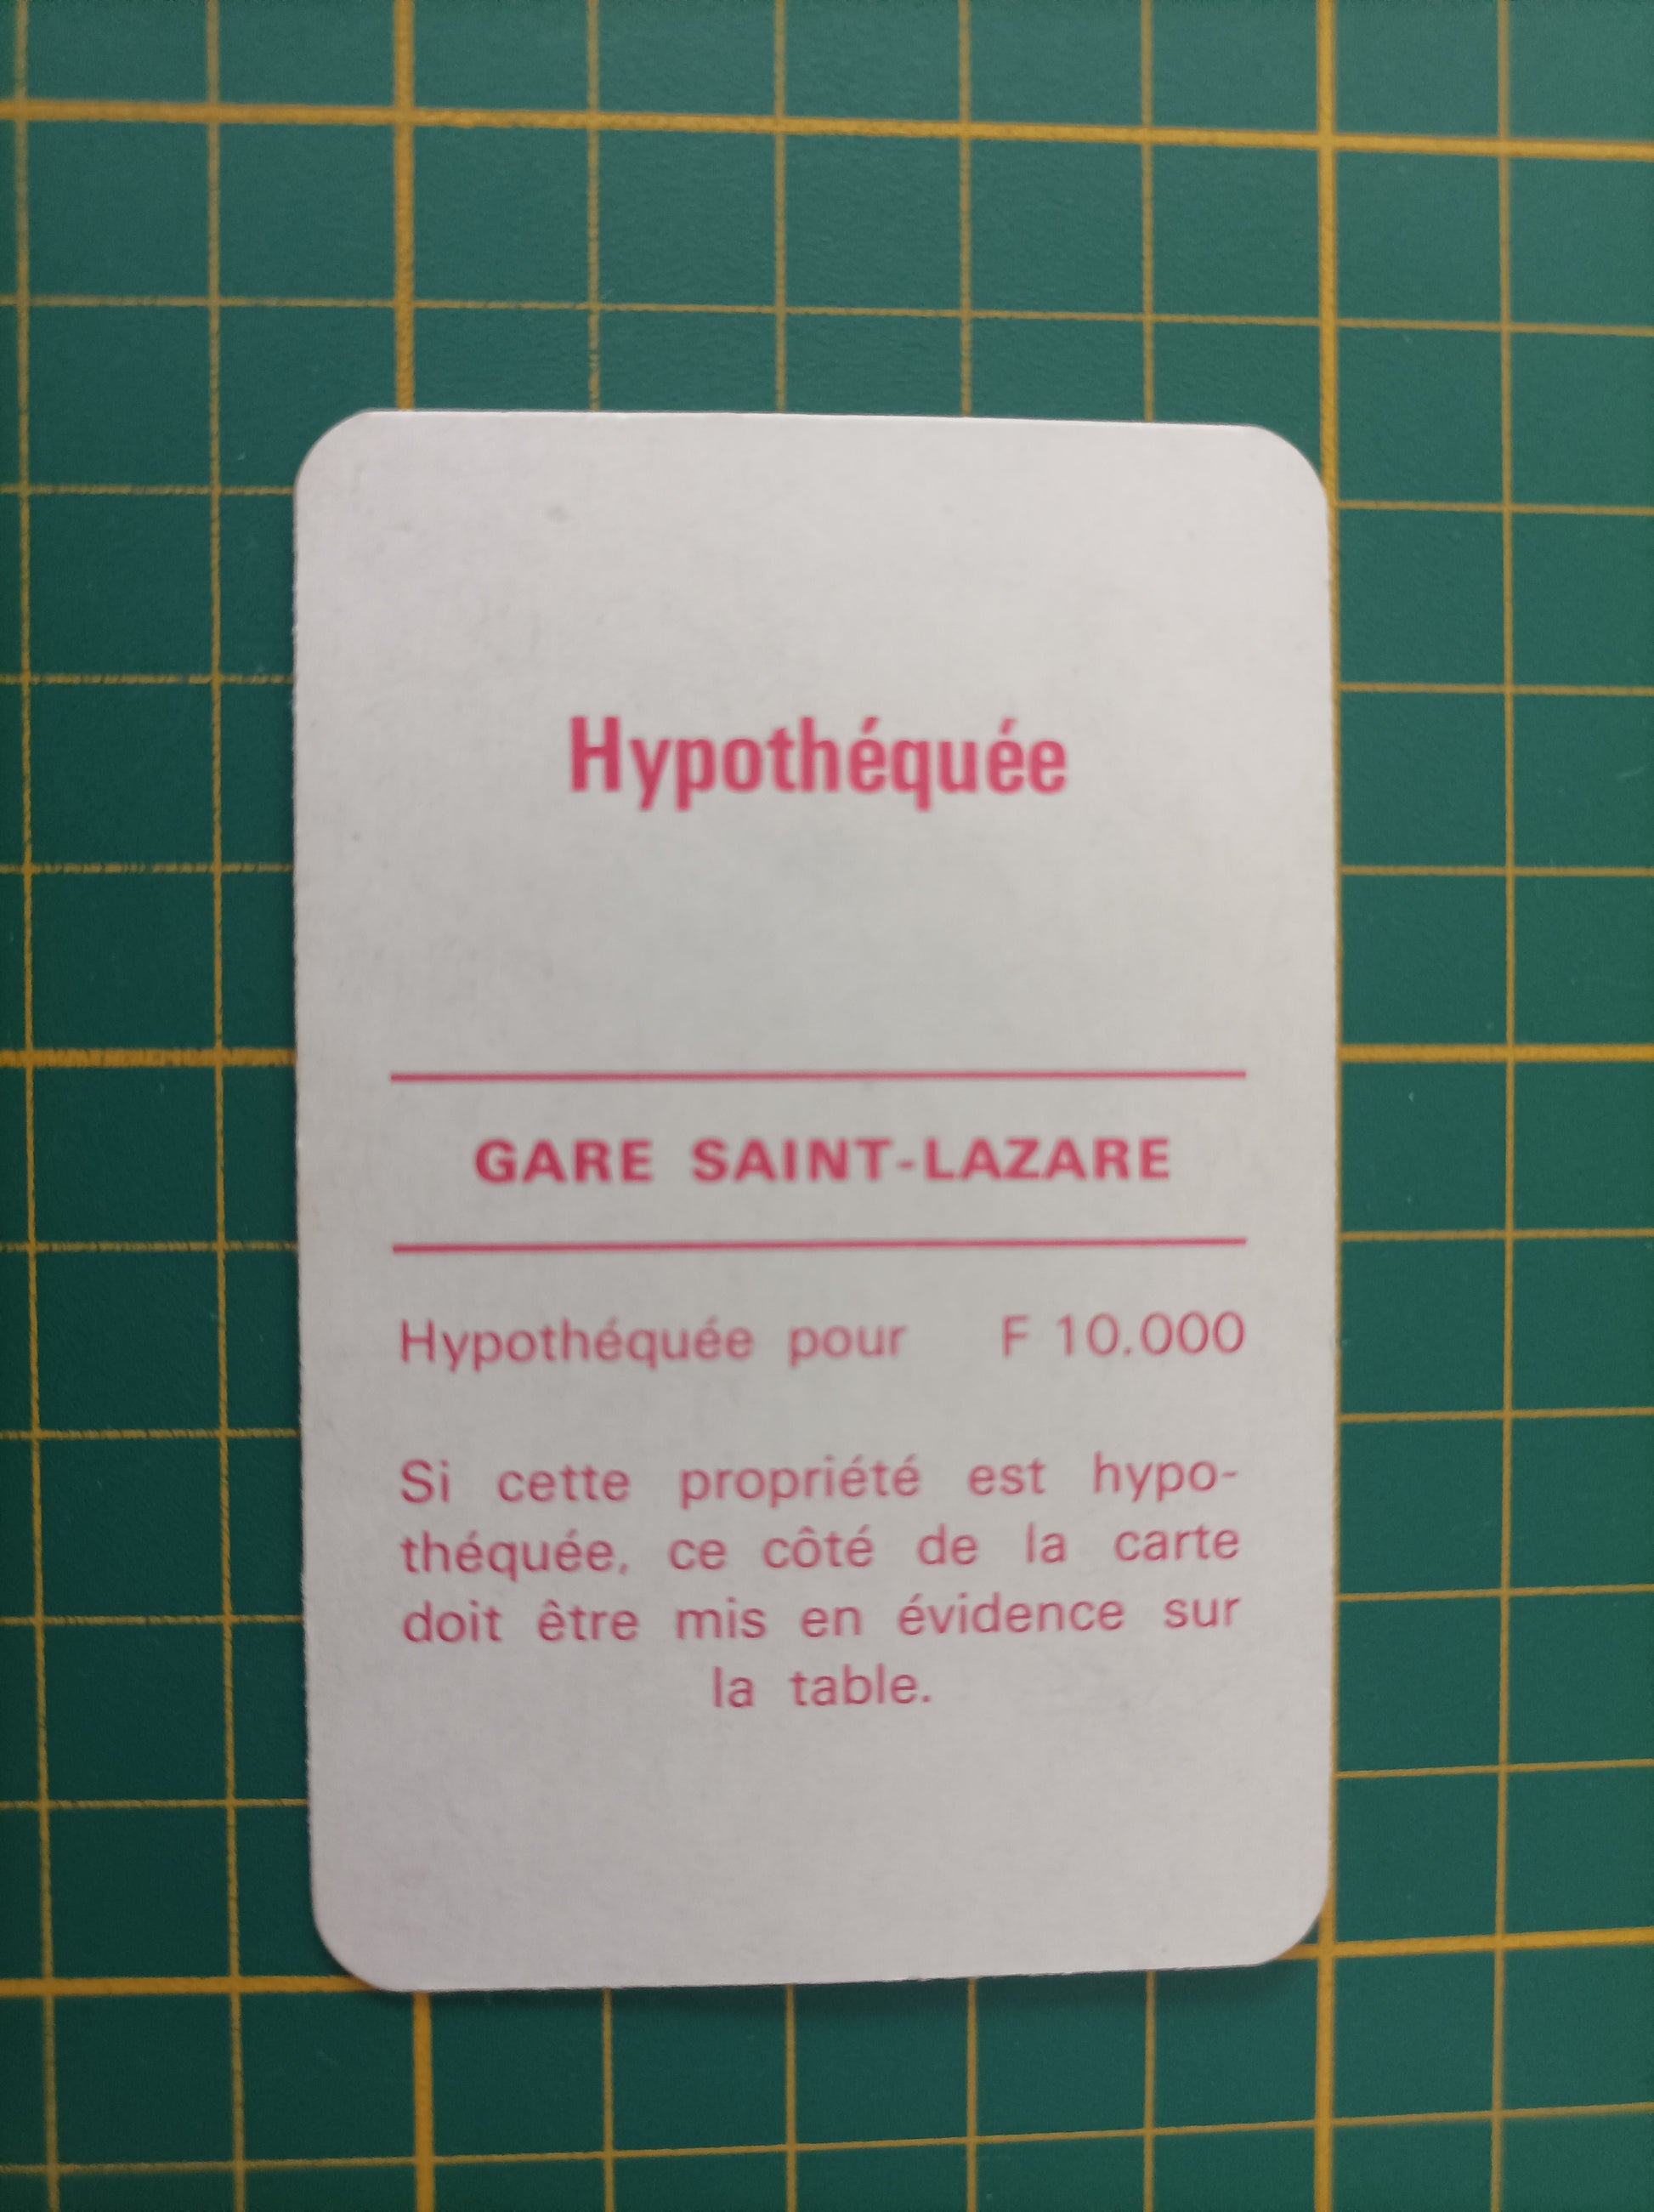 Hypothéquée
GARE SAINT-LAZARE
Hypothéquée pour F 10.000
Si cette propriété est hypo-
théquée, ce côté de la carte
doit être mis en évidence sur
la table.